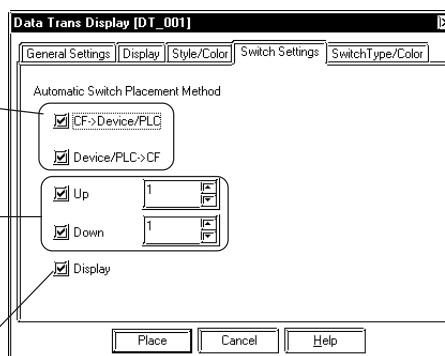 Data Trans Display [DT_001]
General Settings Display Style/Color Switch Settings SwitchType/Color
Automatic Switch Placement Method
CF->Device/PLC
Device/PLC->CF
Up 1
Down 1
Display
Place Cancel Help